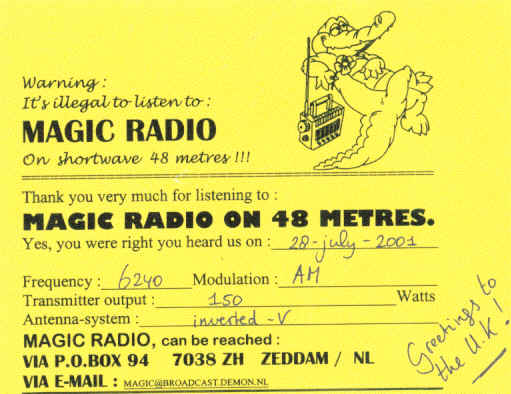 Warning :
It's illegal to listen to :
MAGIC RADIO
On shortwave 48 metres !!!
Thank you very much for listening to :
MAGIC RADIO ON 48 METRES.
Yes, you were right you heard us on : 28-july-2001
Frequency : 6240 Modulation : AM
Transmitter output : 150 Watts
Antenna-system : inverted-V
MAGIC RADIO, can be reached :
VIA P.O.BOX 94 7038 ZH ZEDDAM / NL
VIA E-MAIL : MAGIC@BROADCAST.DEMON.NL
Greetings to
the U.K!